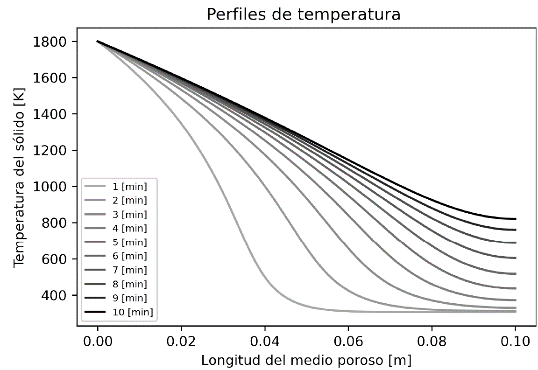 Perfiles de temperatura
Temperatura del sólido [K]
1800
1600
1400
1200
1000
800
600
400
1 [min]
2 [min]
3 [min]
4 [min]
5 [min]
6 [min]
7 [min]
8 [min]
9 [min]
10 [min]
0.00 0.02 0.04 0.06 0.08 0.10
Longitud del medio poroso [m]